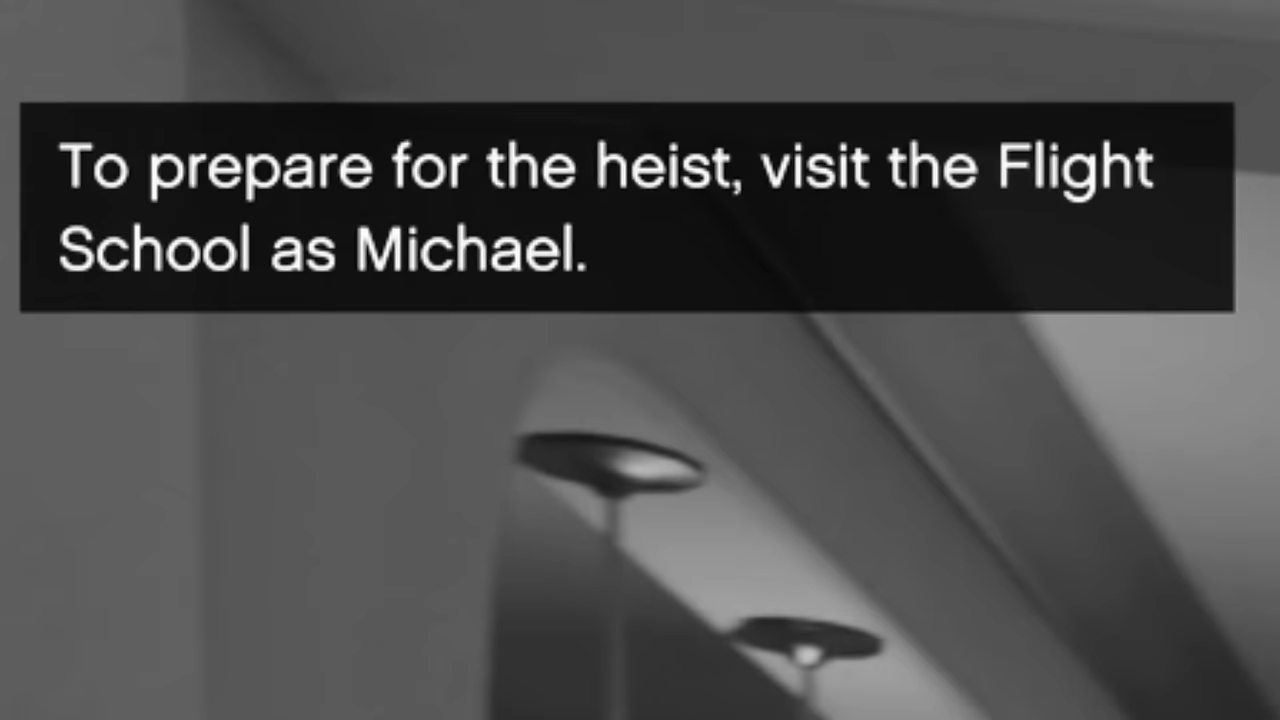 To prepare for the heist, visit the Flight
School as Michael.